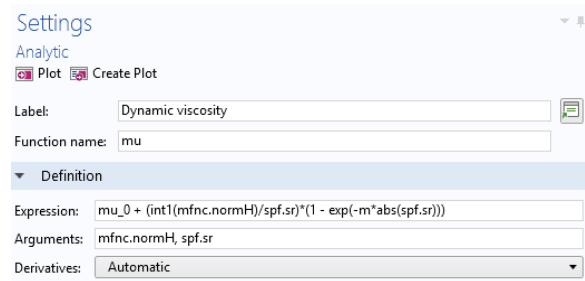 Settings
Analytic
Plot Create Plot
Label: Dynamic viscosity
Function name: mu
Definition
Expression: mu_0 + (int1(mfnc.normH)/spf.sr)*(1 - exp(-m*abs(spf.sr)))
Arguments: mfnc.normH, spf.sr
Derivatives: Automatic